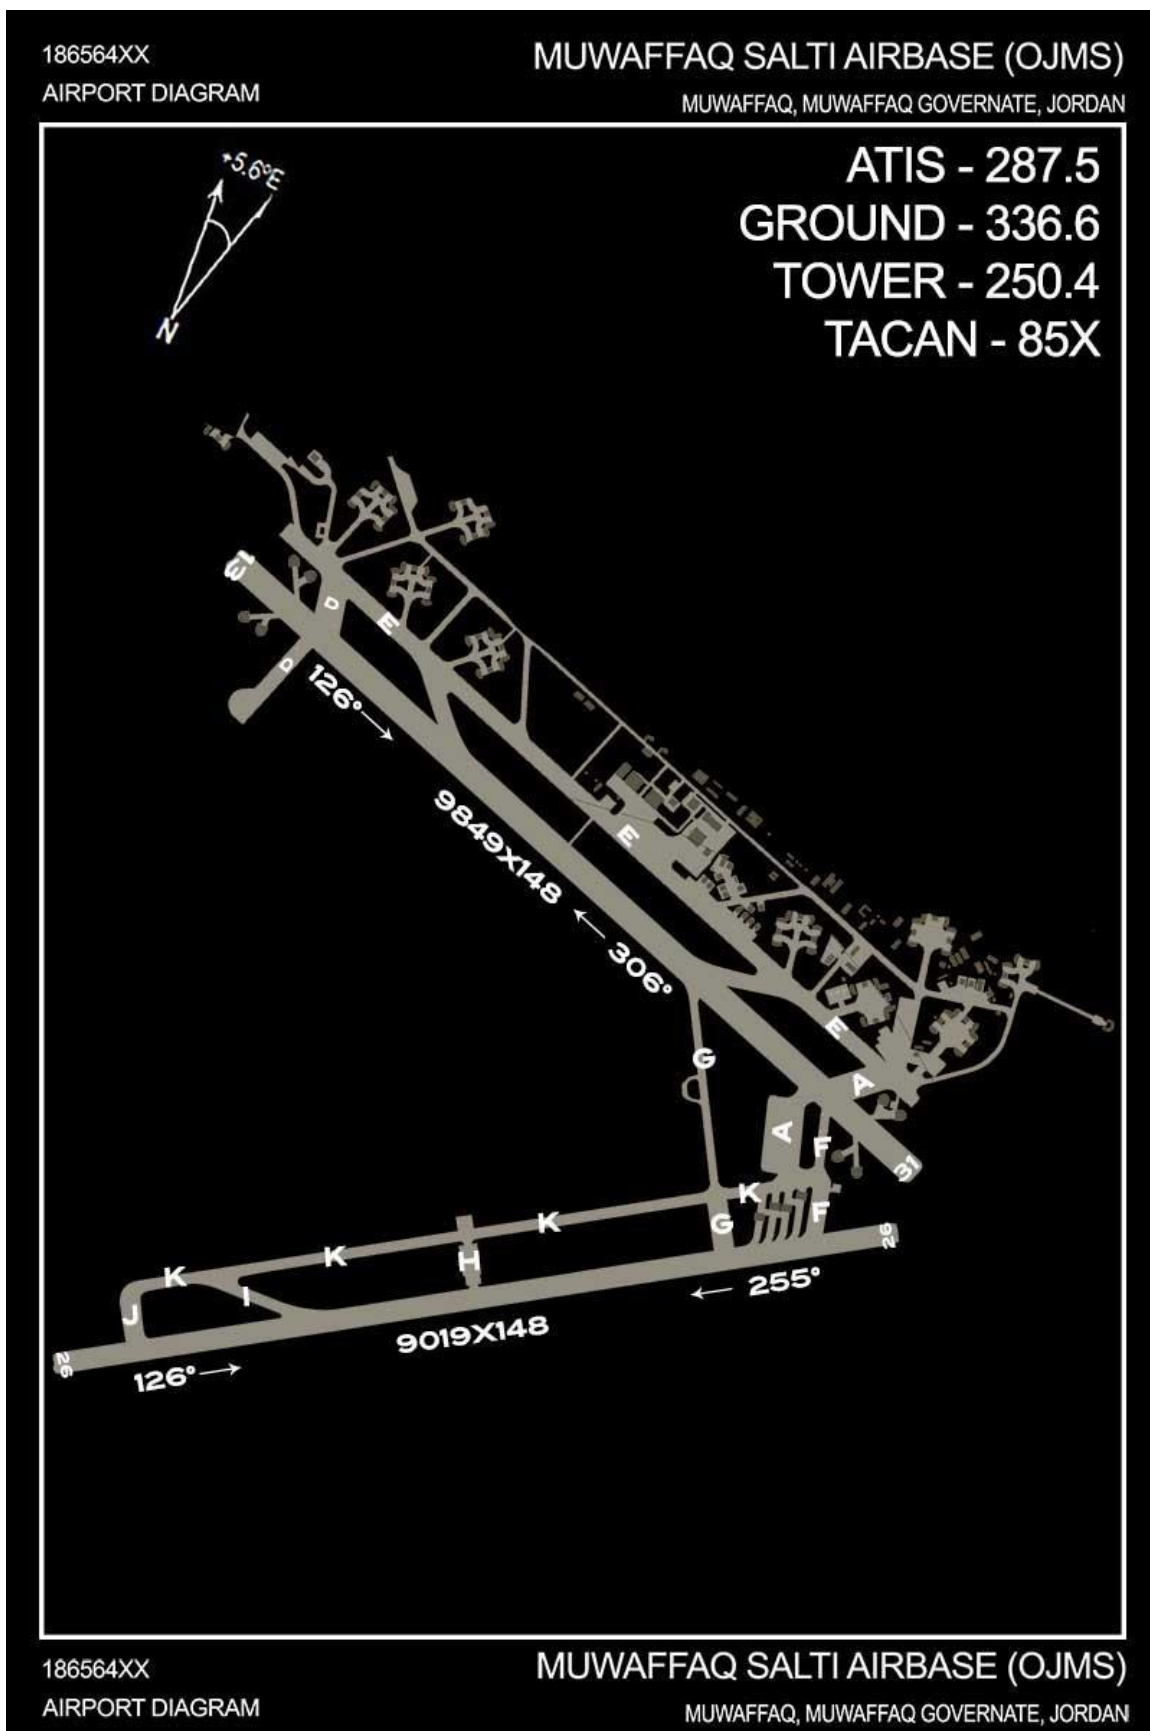 186564XX
MUWAFFAQ SALTI AIRBASE (OJMS)
AIRPORT DIAGRAM
MUWAFFAQ, MUWAFFAQ GOVERNATE, JORDAN
+5.6°E
N
ATIS - 287.5
GROUND - 336.6
TOWER - 250.4
TACAN - 85X
13
D
E
D
126°
9849X148
E
306°
E
G
A
A
F
31
K
F
G
K
26
H
K
K
255°
I
J
9019X148
26
126°
186564XX
MUWAFFAQ SALTI AIRBASE (OJMS)
AIRPORT DIAGRAM
MUWAFFAQ, MUWAFFAQ GOVERNATE, JORDAN